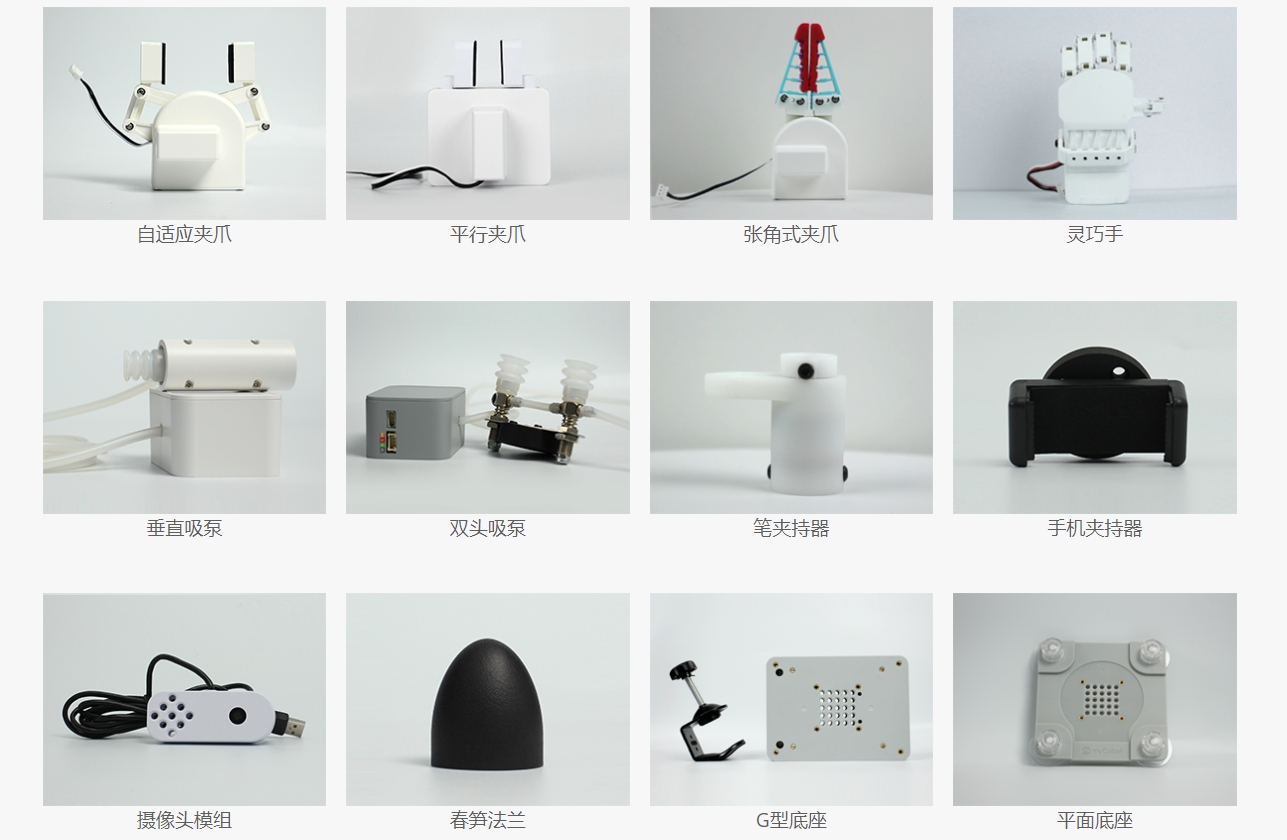 自适应夹爪
平行夹爪
张角式夹爪
灵巧手
垂直吸泵
双头吸泵
笔夹持器
手机夹持器
摄像头模组
春笋法兰
G型底座
平面底座